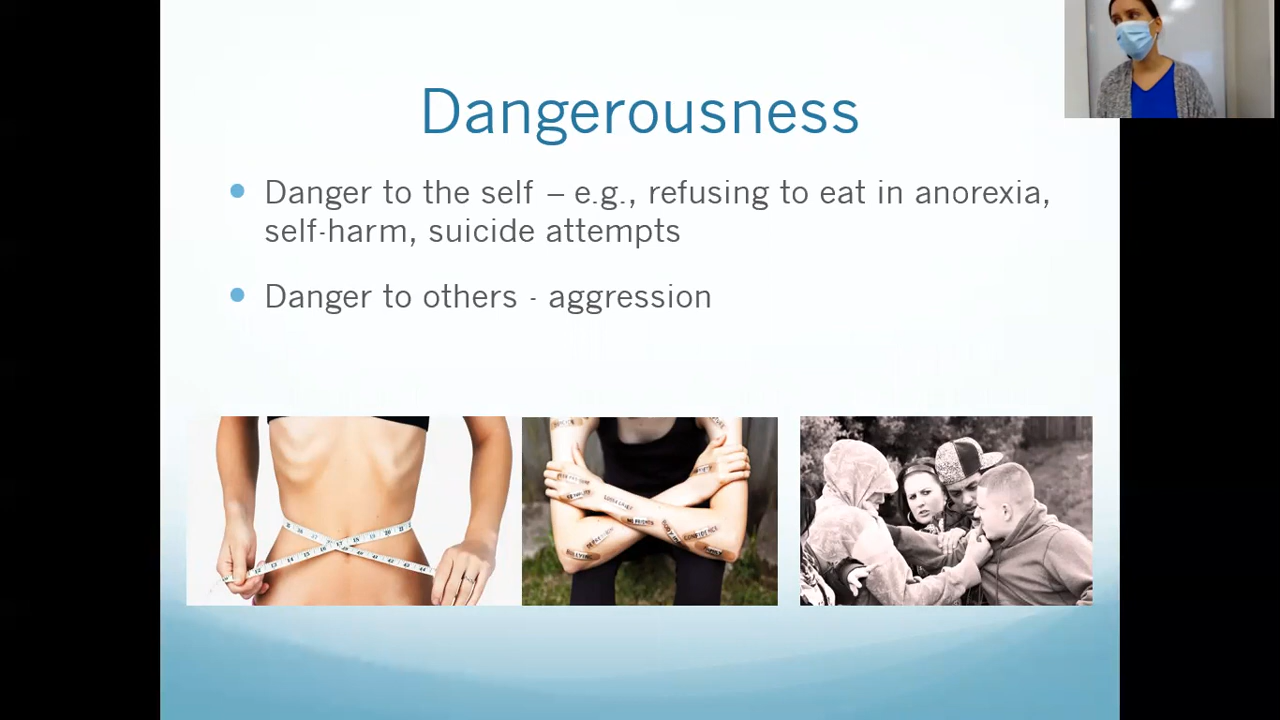 Dangerousness
Danger to the self – e.g., refusing to eat in anorexia,
self-harm, suicide attempts
Danger to others - aggression